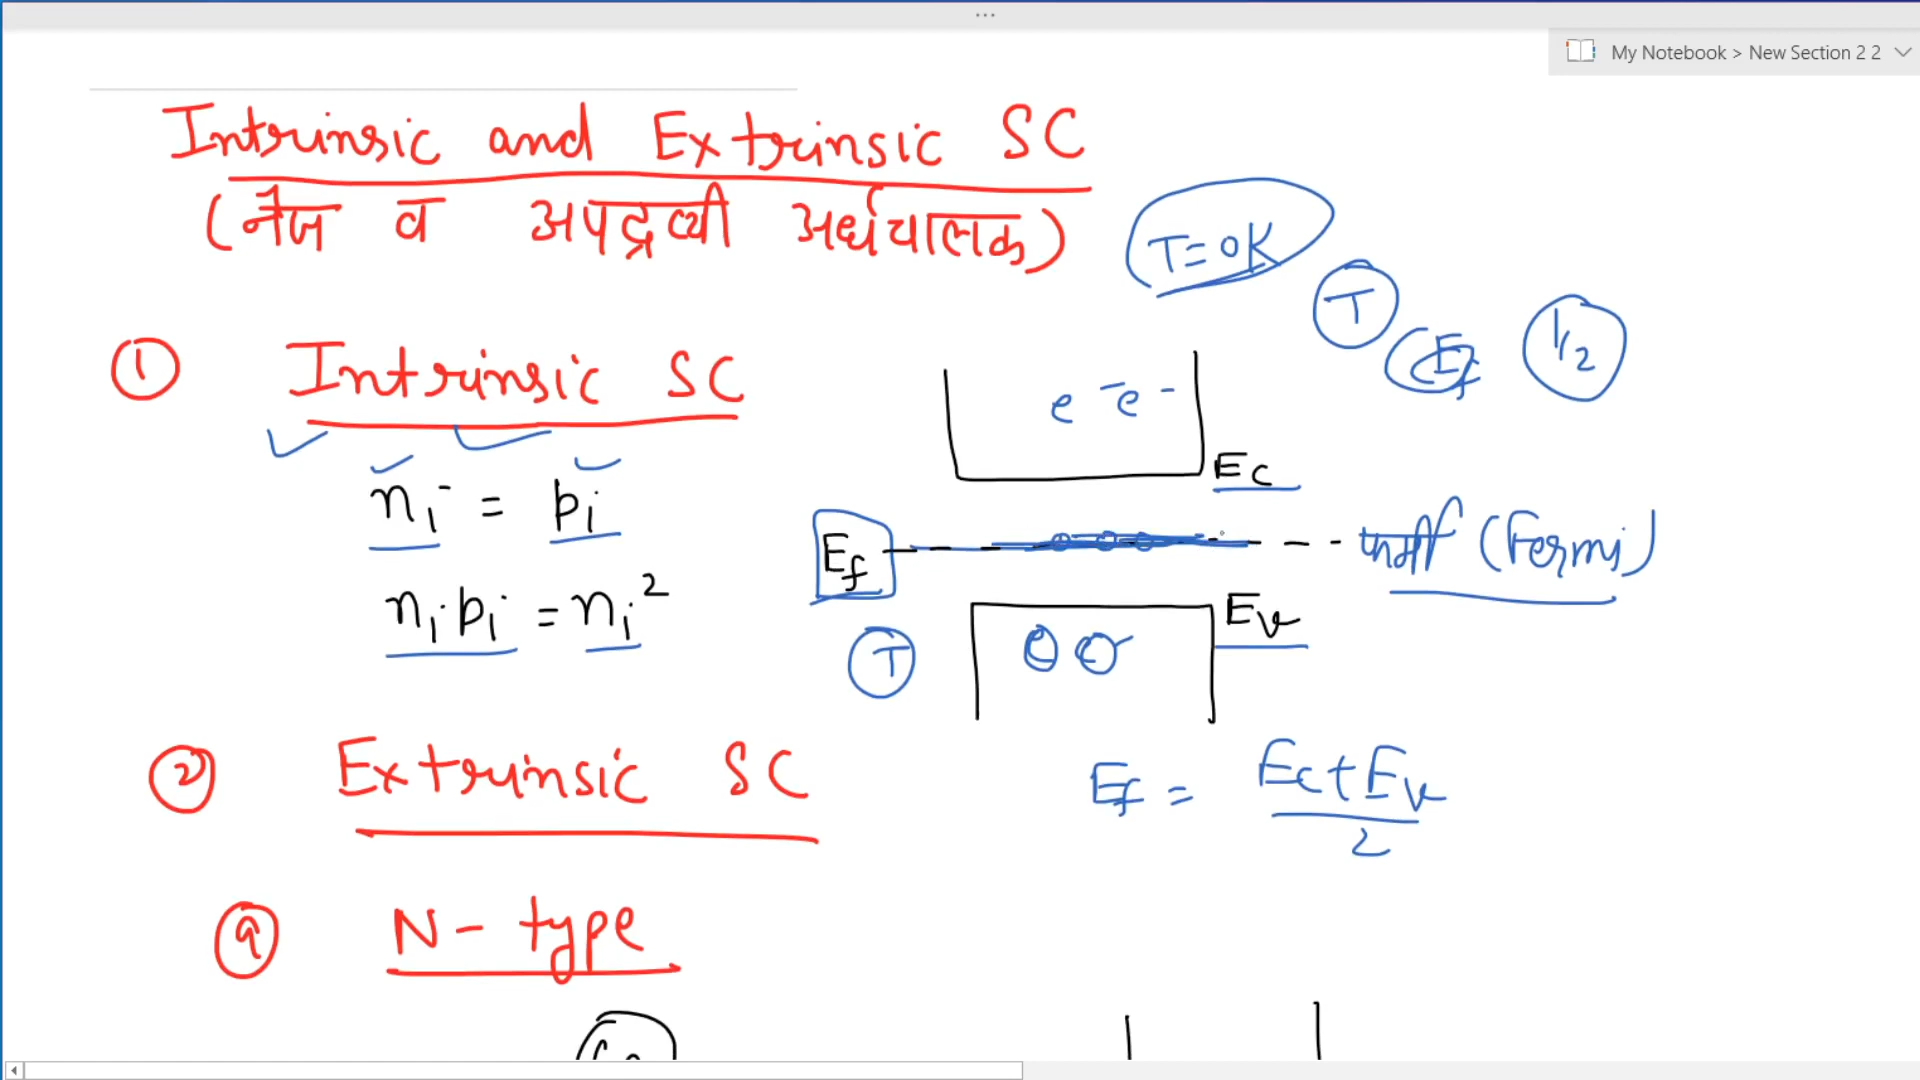 ...
My Notebook > New Section 2 2
Intrinsic and Extrinsic SC
(नैज व अपद्रव्यी अर्धचालक)
T=0K
T
Ef
1/2
① Intrinsic SC
e⁻ e⁻
Ec
ni = pi
Ef
फर्मी (Fermi)
ni.pi = ni²
Ev
T
② Extrinsic SC
Ef = Ec+Ev
2
ⓐ N-type